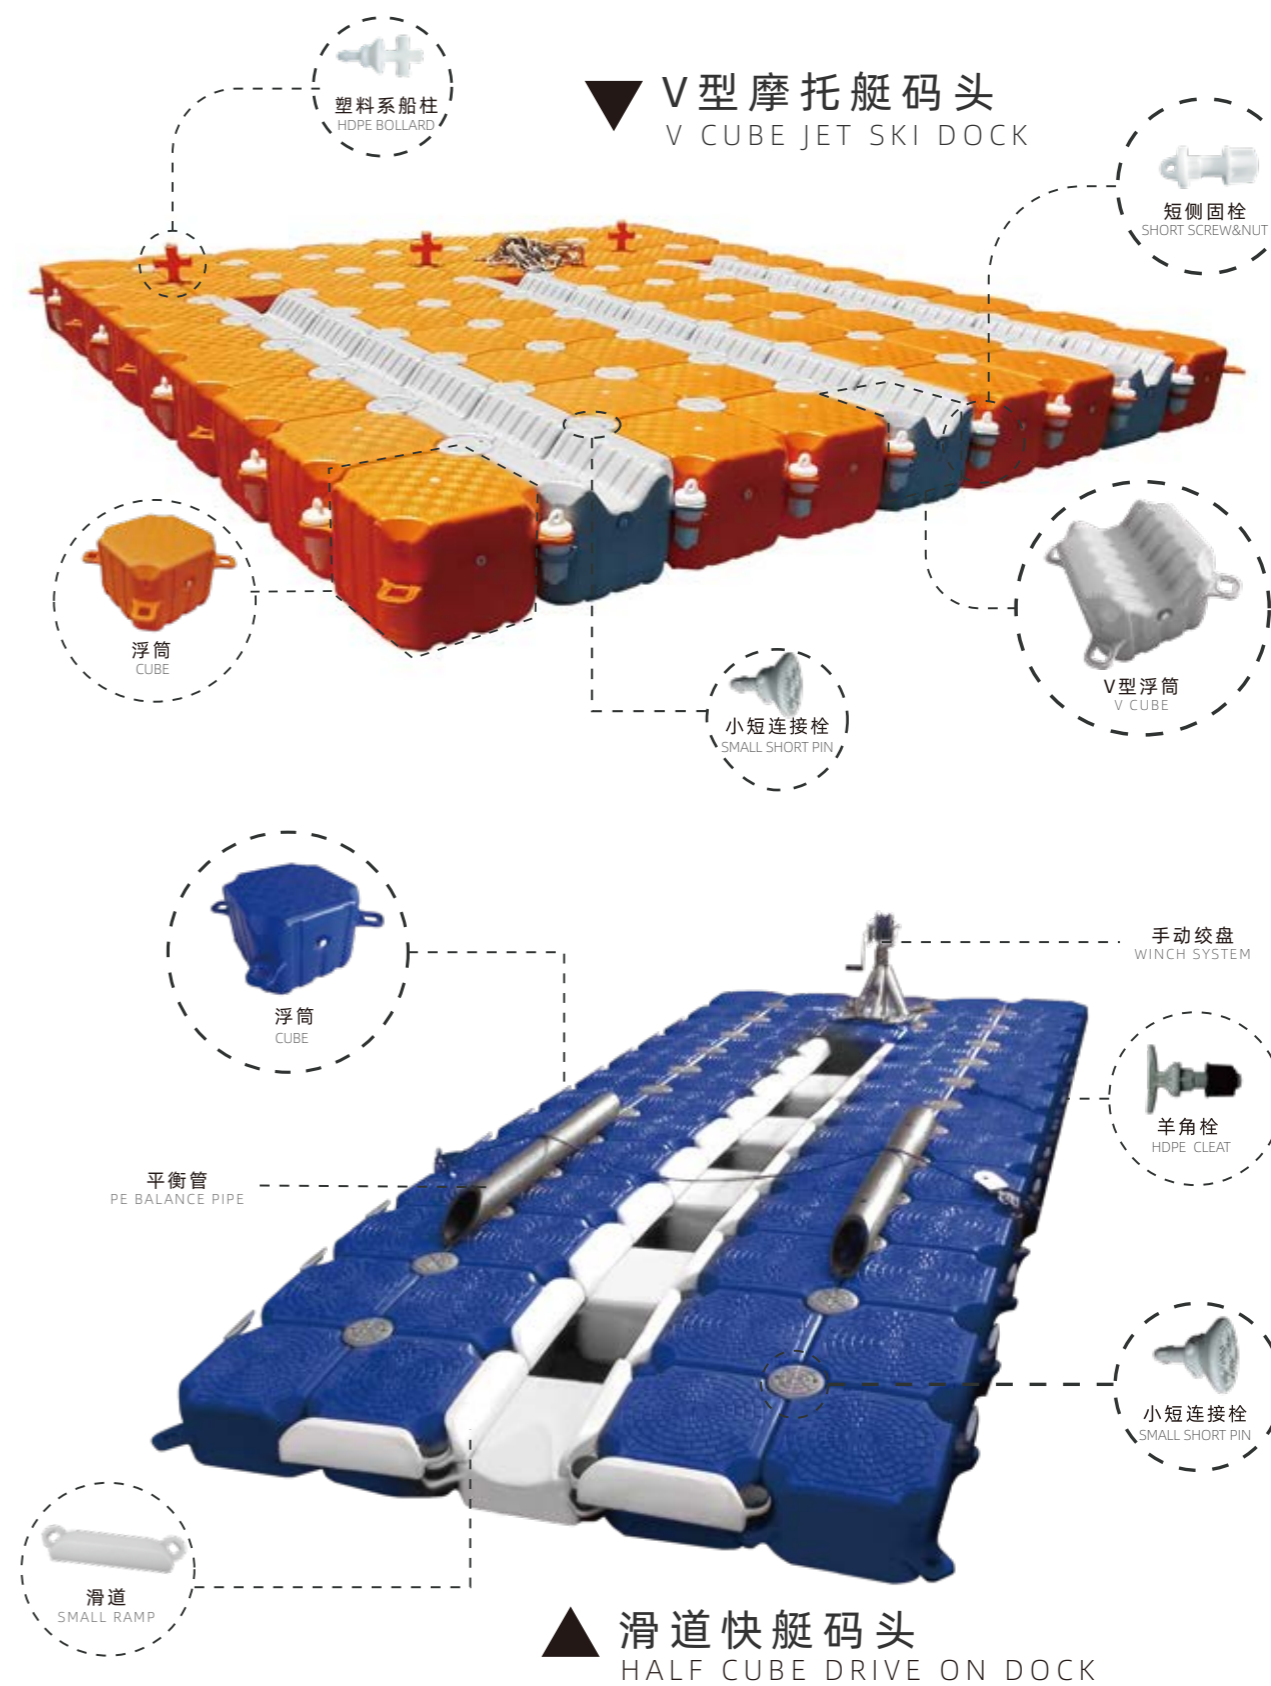 塑料系船柱
HDPE BOLLARD
V型摩托艇码头
V CUBE JET SKI DOCK
短侧固栓
SHORT SCREW&NUT
浮筒
CUBE
V型浮筒
V CUBE
小短连接栓
SMALL SHORT PIN
浮筒
CUBE
手动绞盘
WINCH SYSTEM
羊角栓
HDPE CLEAT
平衡管
PE BALANCE PIPE
小短连接栓
SMALL SHORT PIN
滑道
SMALL RAMP
滑道快艇码头
HALF CUBE DRIVE ON DOCK